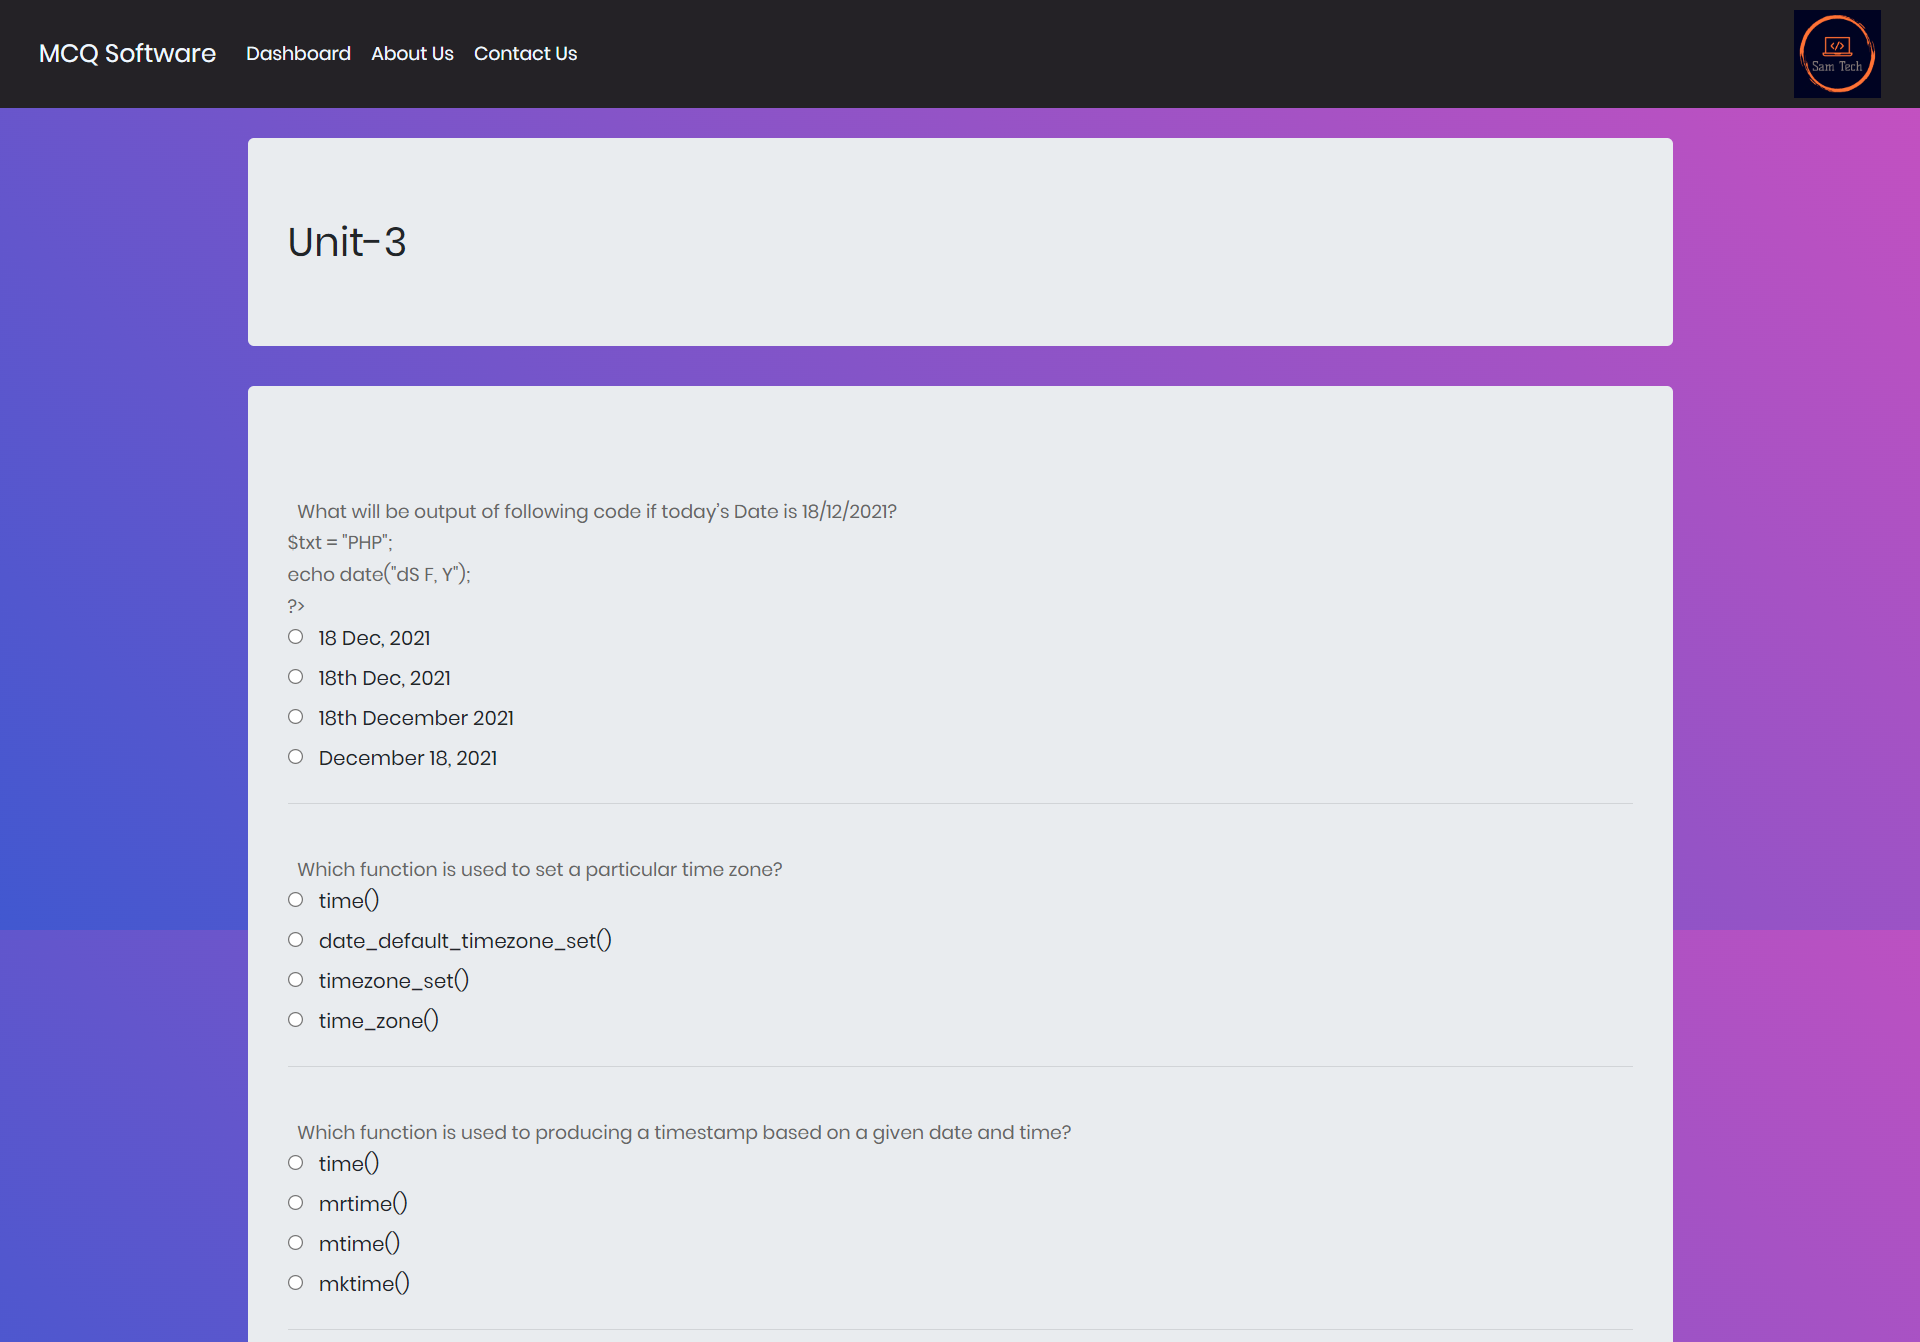 MCQ Software
Dashboard
About Us
Contact Us
</>
Sam Tech
Unit-3
What will be output of following code if today's Date is 18/12/2021?
$txt = "PHP";
echo date("dS F, Y");
?>
18 Dec, 2021
18th Dec, 2021
18th December 2021
December 18, 2021
Which function is used to set a particular time zone?
time()
date_default_timezone_set()
timezone_set()
time_zone()
Which function is used to producing a timestamp based on a given date and time?
time()
mrtime()
mtime()
mktime()